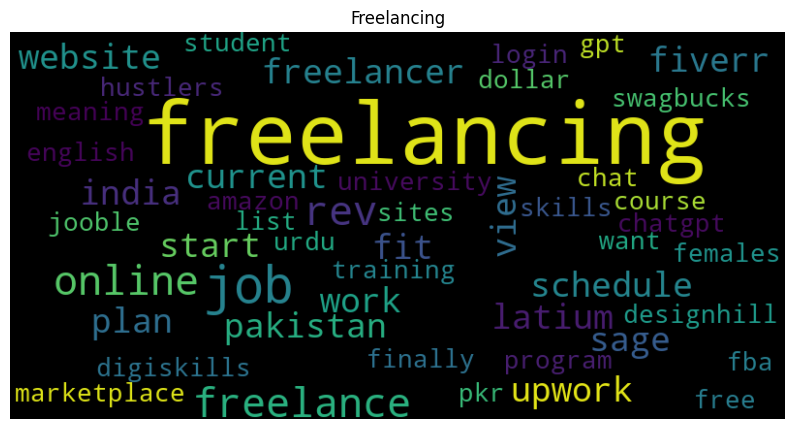 Freelancing
student
login
gpt
website
freelancer
dollar
fiverr
hustlers
swagbucks
meaning
freelancing
english
current
university
chat
india
amazon
rev
view
skills
course
jooble
list
sites
chatgpt
start
urdu
fit
want
females
online
job
training
schedule
plan
work
pakistan
latium
designhill
sage
digiskills
finally
program
fba
marketplace
freelance
pkr
upwork
free